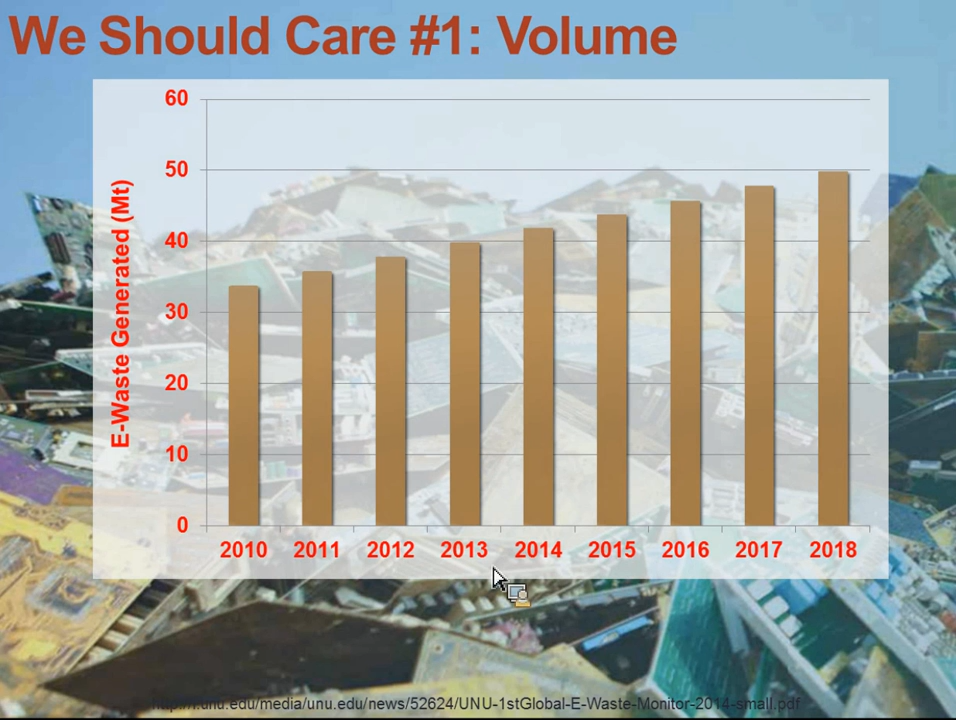 We Should Care #1: Volume
60
50
40
30
20
10
0
E-Waste Generated (Mt)
2010 2011 2012 2013 2014 2015 2016 2017 2018
http://i.unu.edu/media/unu.edu/news/52624/UNU-1stGlobal-E-Waste-Monitor-2014-small.pdf